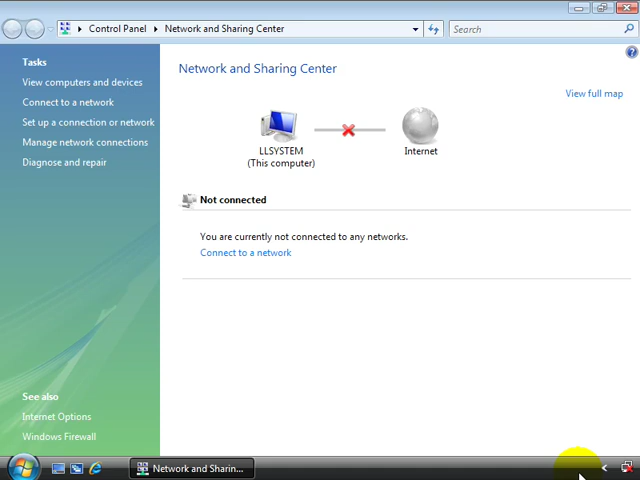 Control Panel
Network and Sharing Center
Search
Tasks
View computers and devices
Connect to a network
Set up a connection or network
Manage network connections
Diagnose and repair
Network and Sharing Center
View full map
LLSYSTEM
(This computer)
Internet
Not connected
You are currently not connected to any networks.
Connect to a network
See also
Internet Options
Windows Firewall
Network and Sharin...